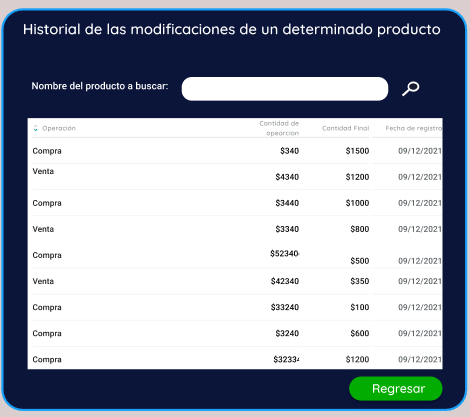 Historial de las modificaciones de un determinado producto
Nombre del producto a buscar:
Operación Cantidad de opearcion Cantidad Final Fecha de registro
Compra $340 $1500 09/12/2021
Venta $4340 $1200 09/12/2021
Compra $3440 $1000 09/12/2021
Venta $3340 $800 09/12/2021
Compra $52340 $500 09/12/2021
Venta $42340 $350 09/12/2021
Compra $33240 $100 09/12/2021
Compra $3240 $600 09/12/2021
Compra $3233 $1200 09/12/2021
Regresar